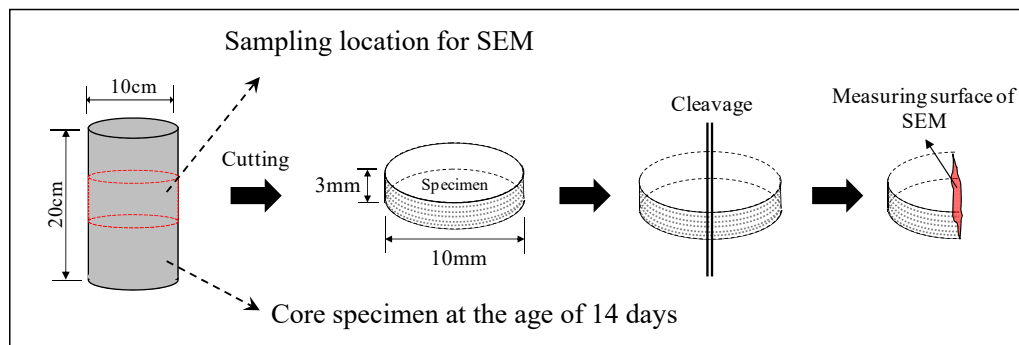 Sampling location for SEM
10cm
20cm
Cutting
3mm
Specimen
10mm
Cleavage
Measuring surface of
SEM
Core specimen at the age of 14 days